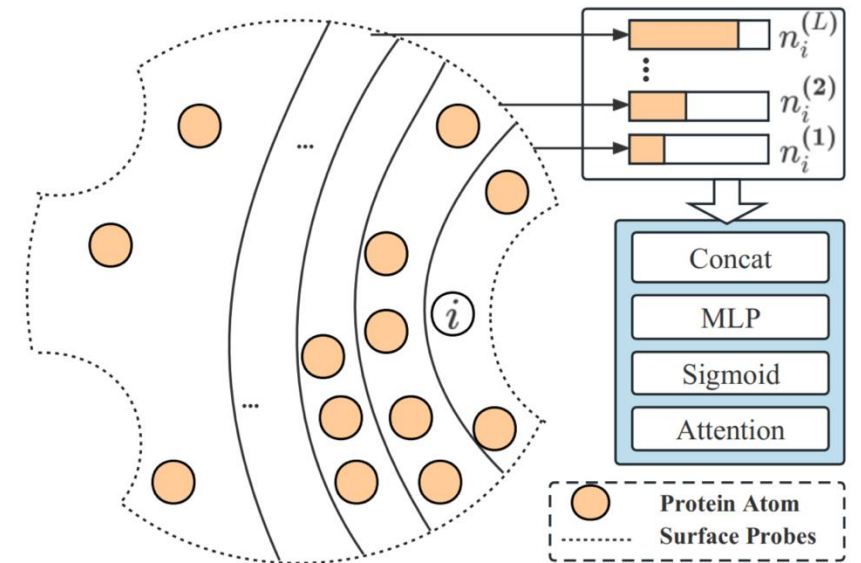 n_i^(L)
⋮
n_i^(2)
n_i^(1)
...
...
i
Concat
MLP
Sigmoid
Attention
Protein Atom
Surface Probes